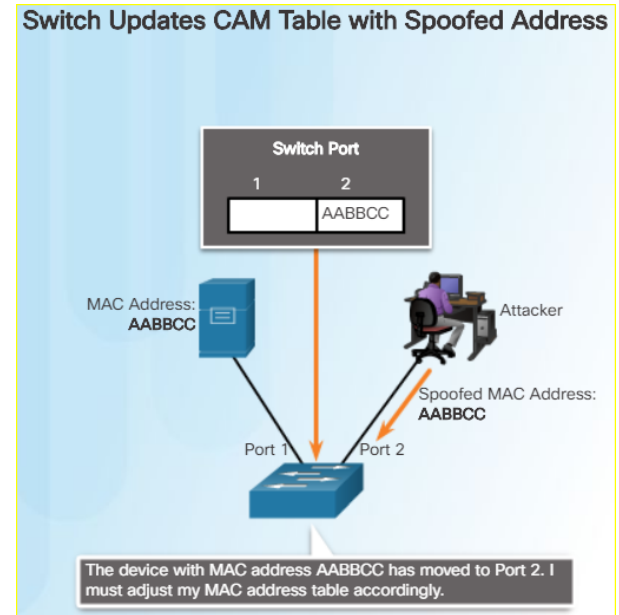 Switch Updates CAM Table with Spoofed Address
Switch Port
1 2
AABBCC
MAC Address:
AABBCC
Attacker
Spoofed MAC Address:
AABBCC
Port 1 Port 2
The device with MAC address AABBCC has moved to Port 2. I
must adjust my MAC address table accordingly.